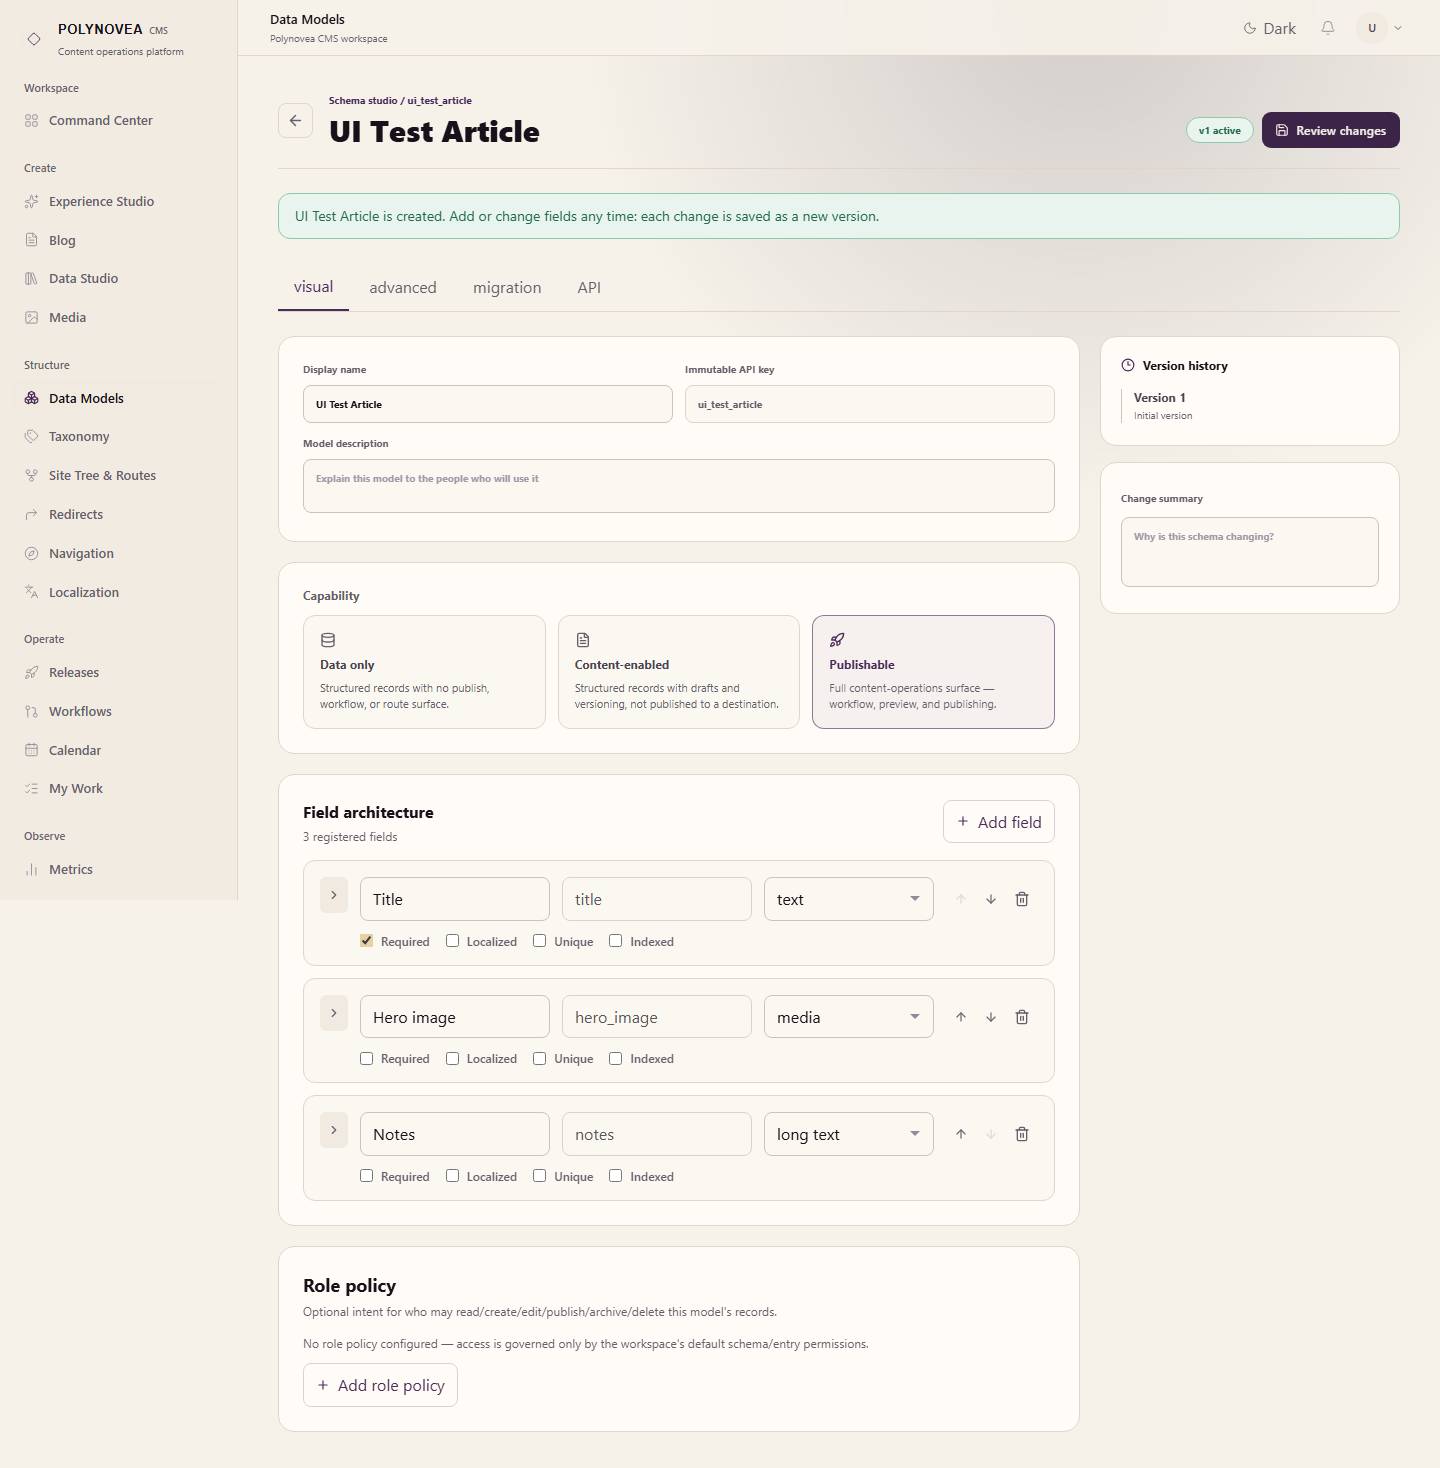 POLYNOVEA CMS
Content operations platform
Workspace
Command Center
Create
Experience Studio
Blog
Data Studio
Media
Structure
Data Models
Taxonomy
Site Tree & Routes
Redirects
Navigation
Localization
Operate
Releases
Workflows
Calendar
My Work
Observe
Metrics
Data Models
Polynovea CMS workspace
Dark
U
Schema studio / ui_test_article
UI Test Article
v1 active
Review changes
UI Test Article is created. Add or change fields any time: each change is saved as a new version.
visual advanced migration API
Display name
UI Test Article
Immutable API key
ui_test_article
Model description
Explain this model to the people who will use it
Capability
Data only
Structured records with no publish,
workflow, or route surface.
Content-enabled
Structured records with drafts and
versioning, not published to a destination.
Publishable
Full content-operations surface —
workflow, preview, and publishing.
Field architecture
3 registered fields
Add field
Title title text
Required Localized Unique Indexed
Hero image hero_image media
Required Localized Unique Indexed
Notes notes long text
Required Localized Unique Indexed
Role policy
Optional intent for who may read/create/edit/publish/archive/delete this model's records.
No role policy configured — access is governed only by the workspace's default schema/entry permissions.
Add role policy
Version history
Version 1
Initial version
Change summary
Why is this schema changing?